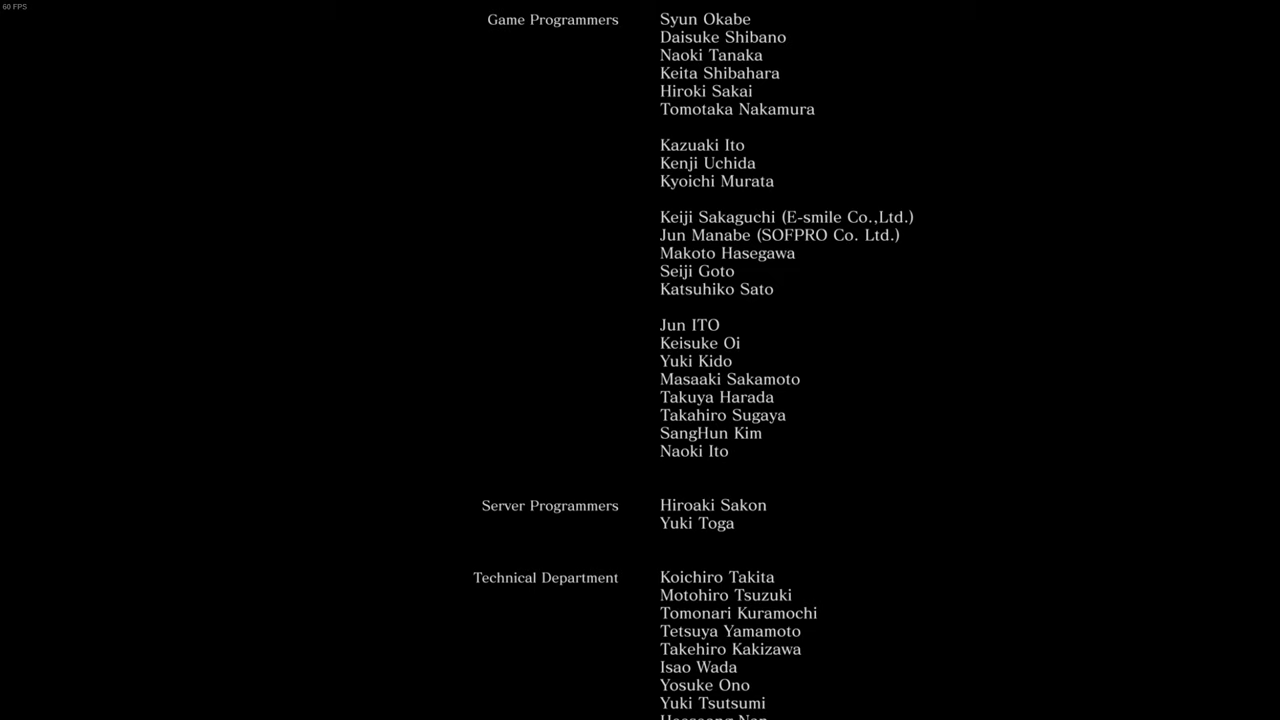 60 FPS
Game Programmers Syun Okabe
Daisuke Shibano
Naoki Tanaka
Keita Shibahara
Hiroki Sakai
Tomotaka Nakamura
Kazuaki Ito
Kenji Uchida
Kyoichi Murata
Keiji Sakaguchi (E-smile Co.,Ltd.)
Jun Manabe (SOFPRO Co. Ltd.)
Makoto Hasegawa
Seiji Goto
Katsuhiko Sato
Jun ITO
Keisuke Oi
Yuki Kido
Masaaki Sakamoto
Takuya Harada
Takahiro Sugaya
SangHun Kim
Naoki Ito
Server Programmers Hiroaki Sakon
Yuki Toga
Technical Department Koichiro Takita
Motohiro Tsuzuki
Tomonari Kuramochi
Tetsuya Yamamoto
Takehiro Kakizawa
Isao Wada
Yosuke Ono
Yuki Tsutsumi